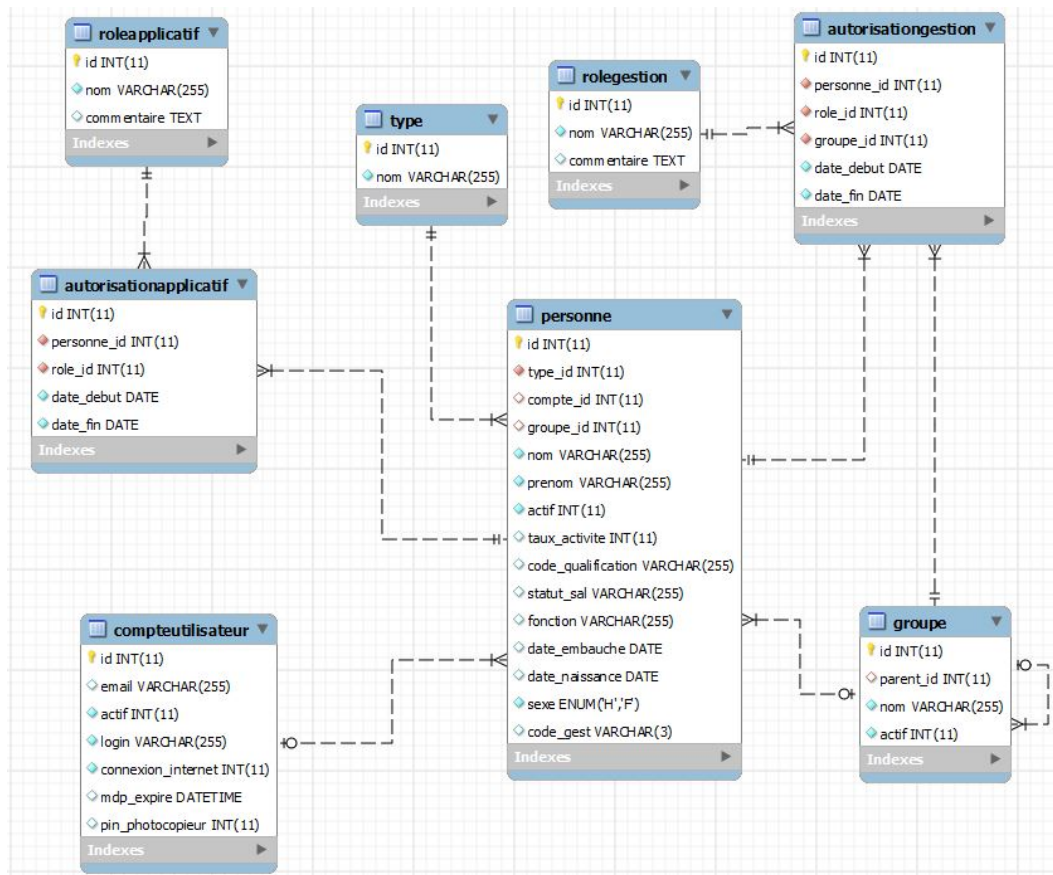 roleapplicatif
id INT(11)
nom VARCHAR(255)
commentaire TEXT
Indexes
type
id INT(11)
nom VARCHAR(255)
Indexes
rolegestion
id INT(11)
nom VARCHAR(255)
commentaire TEXT
Indexes
autorisationgestion
id INT(11)
personne_id INT(11)
role_id INT(11)
groupe_id INT(11)
date_debut DATE
date_fin DATE
Indexes
autorisationapplicatif
id INT(11)
personne_id INT(11)
role_id INT(11)
date_debut DATE
date_fin DATE
Indexes
personne
id INT(11)
type_id INT(11)
compte_id INT(11)
groupe_id INT(11)
nom VARCHAR(255)
prenom VARCHAR(255)
actif INT(11)
taux_activite INT(11)
code_qualification VARCHAR(255)
statut_sal VARCHAR(255)
fonction VARCHAR(255)
date_embauche DATE
date_naissance DATE
sexe ENUM('H','F')
code_gest VARCHAR(3)
Indexes
compteutilisateur
id INT(11)
email VARCHAR(255)
actif INT(11)
login VARCHAR(255)
connexion_internet INT(11)
mdp_expire DATETIME
pin_photocopieur INT(11)
Indexes
groupe
id INT(11)
parent_id INT(11)
nom VARCHAR(255)
actif INT(11)
Indexes